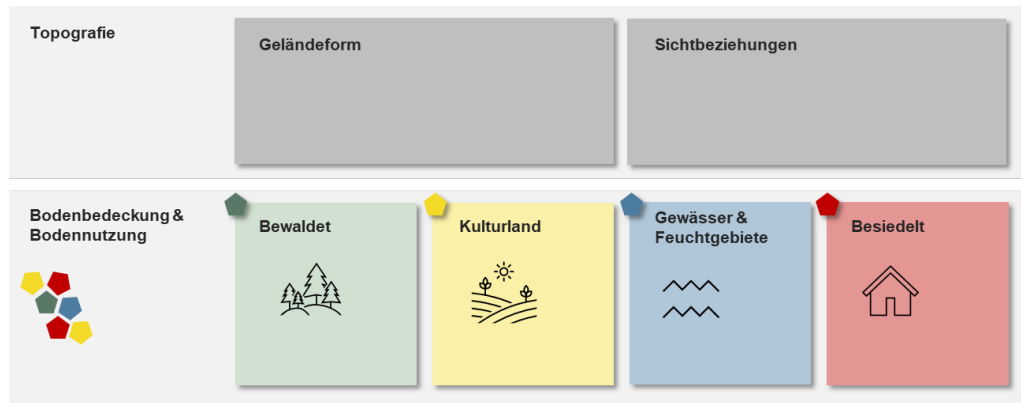 Topografie
Geländeform
Sichtbeziehungen
Bodenbedeckung &
Bodennutzung
Bewaldet
Kulturland
Gewässer &
Feuchtgebiete
Besiedelt